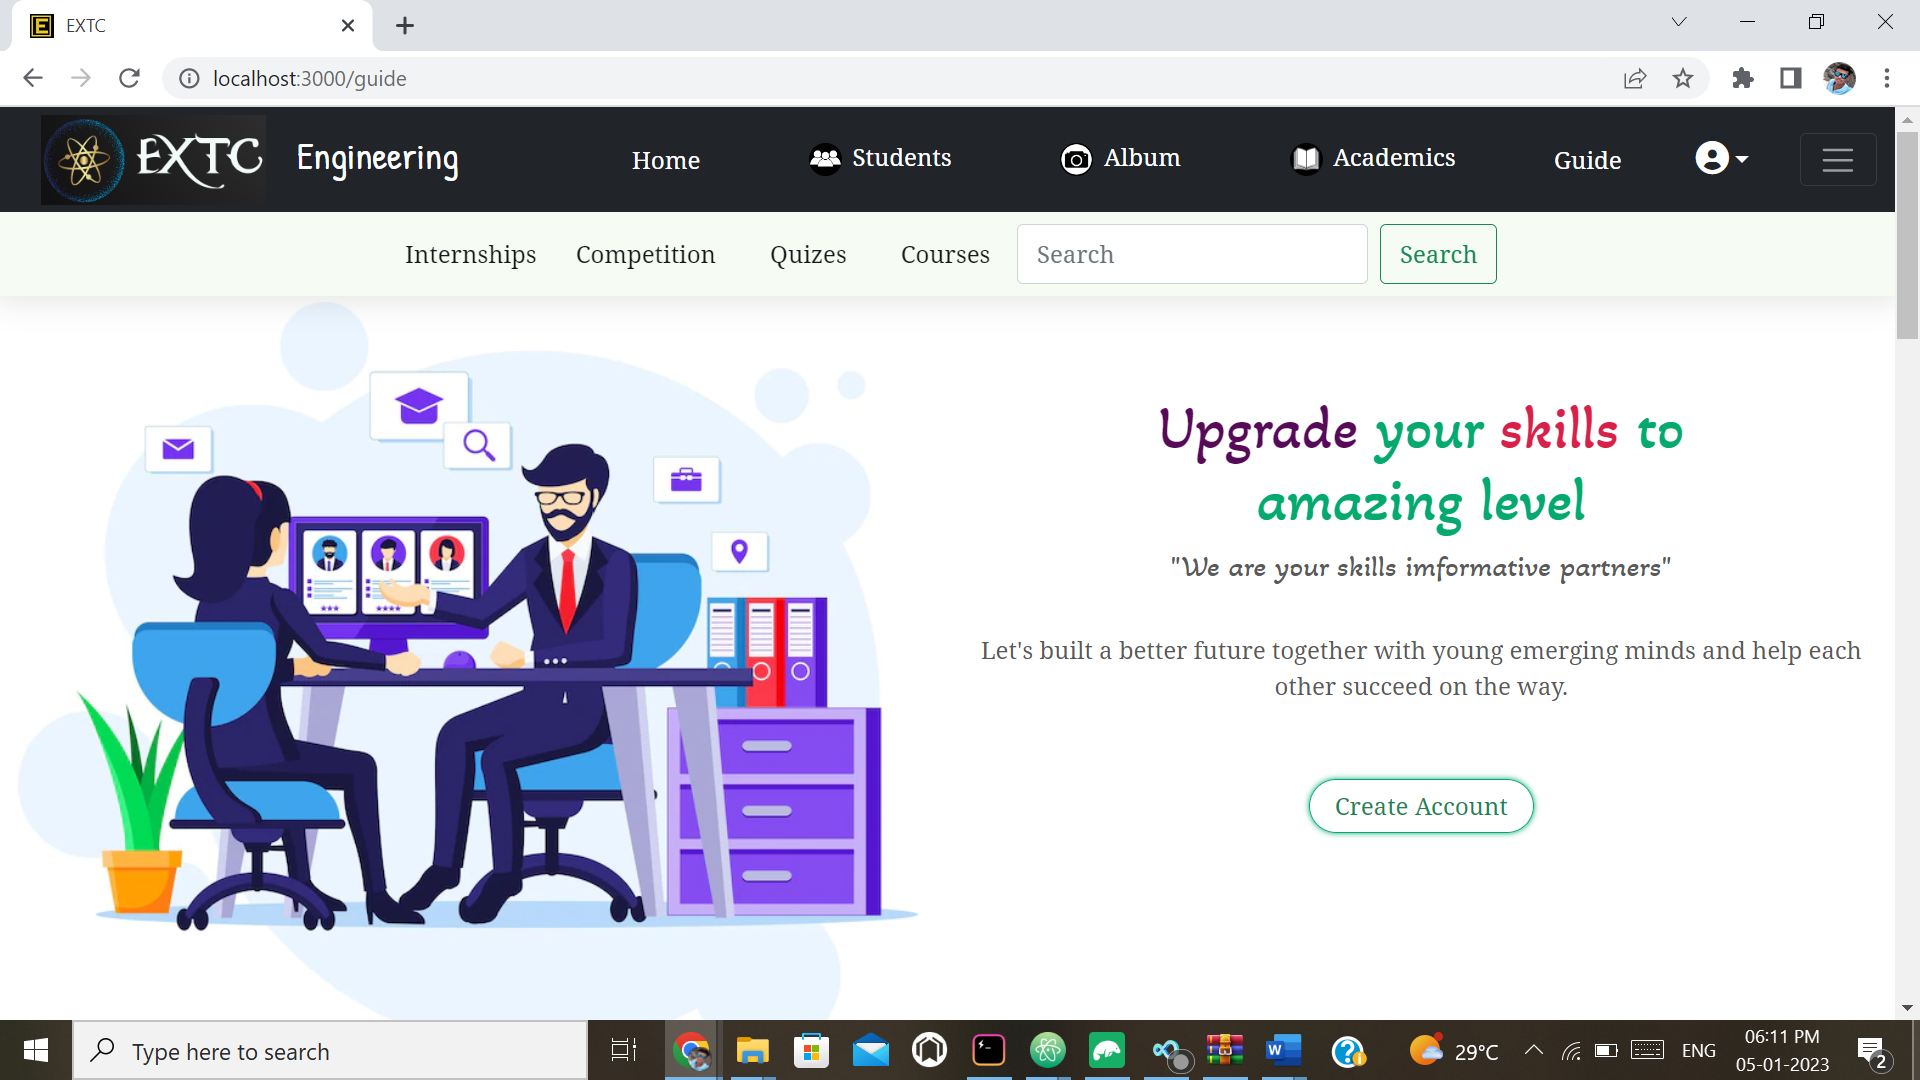 EXTC
localhost:3000/guide
EXTC Engineering Home Students Album Academics Guide
Internships Competition Quizes Courses Search Search
Upgrade your skills to
amazing level
"We are your skills imformative partners"
Let's built a better future together with young emerging minds and help each
other succeed on the way.
Create Account
Type here to search
29°C
ENG
06:11 PM
05-01-2023
2